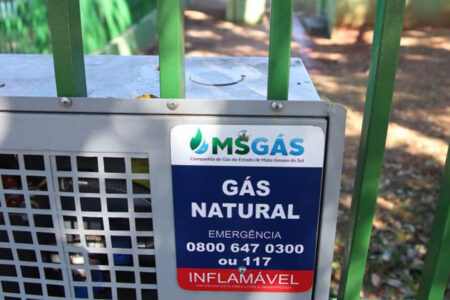 MSGÁS
Companhia de Gás do Estado de Mato Grosso do Sul
GÁS
NATURAL
EMERGÊNCIA
0800 647 0300
ou 117
INFLAMÁVEL